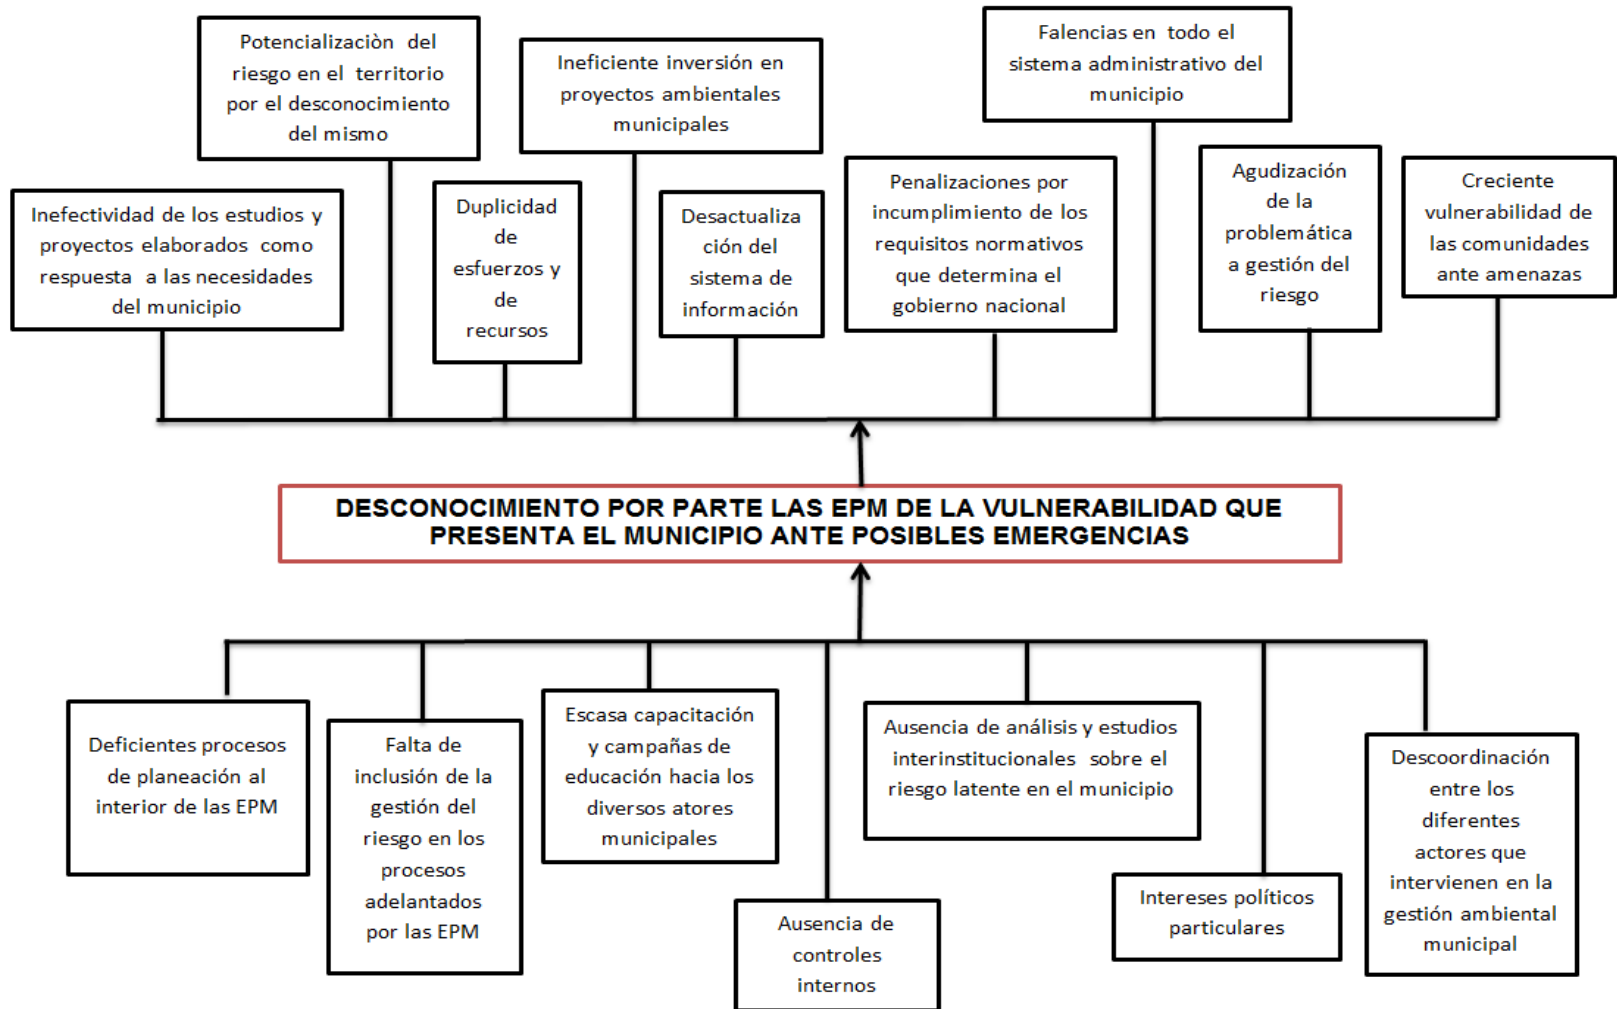 Potencializaciòn del
riesgo en el territorio
por el desconocimiento
del mismo
Ineficiente inversión en
proyectos ambientales
municipales
Falencias en todo el
sistema administrativo del
municipio
Inefectividad de los estudios y
proyectos elaborados como
respuesta a las necesidades
del municipio
Duplicidad
de
esfuerzos y
de
recursos
Desactualiza
ción del
sistema de
información
Penalizaciones por
incumplimiento de los
requisitos normativos
que determina el
gobierno nacional
Agudización
de la
problemática
a gestión del
riesgo
Creciente
vulnerabilidad de
las comunidades
ante amenazas
DESCONOCIMIENTO POR PARTE LAS EPM DE LA VULNERABILIDAD QUE
PRESENTA EL MUNICIPIO ANTE POSIBLES EMERGENCIAS
Deficientes procesos
de planeación al
interior de las EPM
Falta de
inclusión de la
gestión del
riesgo en los
procesos
adelantados
por las EPM
Escasa capacitación
y campañas de
educación hacia los
diversos atores
municipales
Ausencia de
controles
internos
Ausencia de análisis y estudios
interinstitucionales sobre el
riesgo latente en el municipio
Intereses políticos
particulares
Descoordinación
entre los
diferentes
actores que
intervienen en la
gestión ambiental
municipal